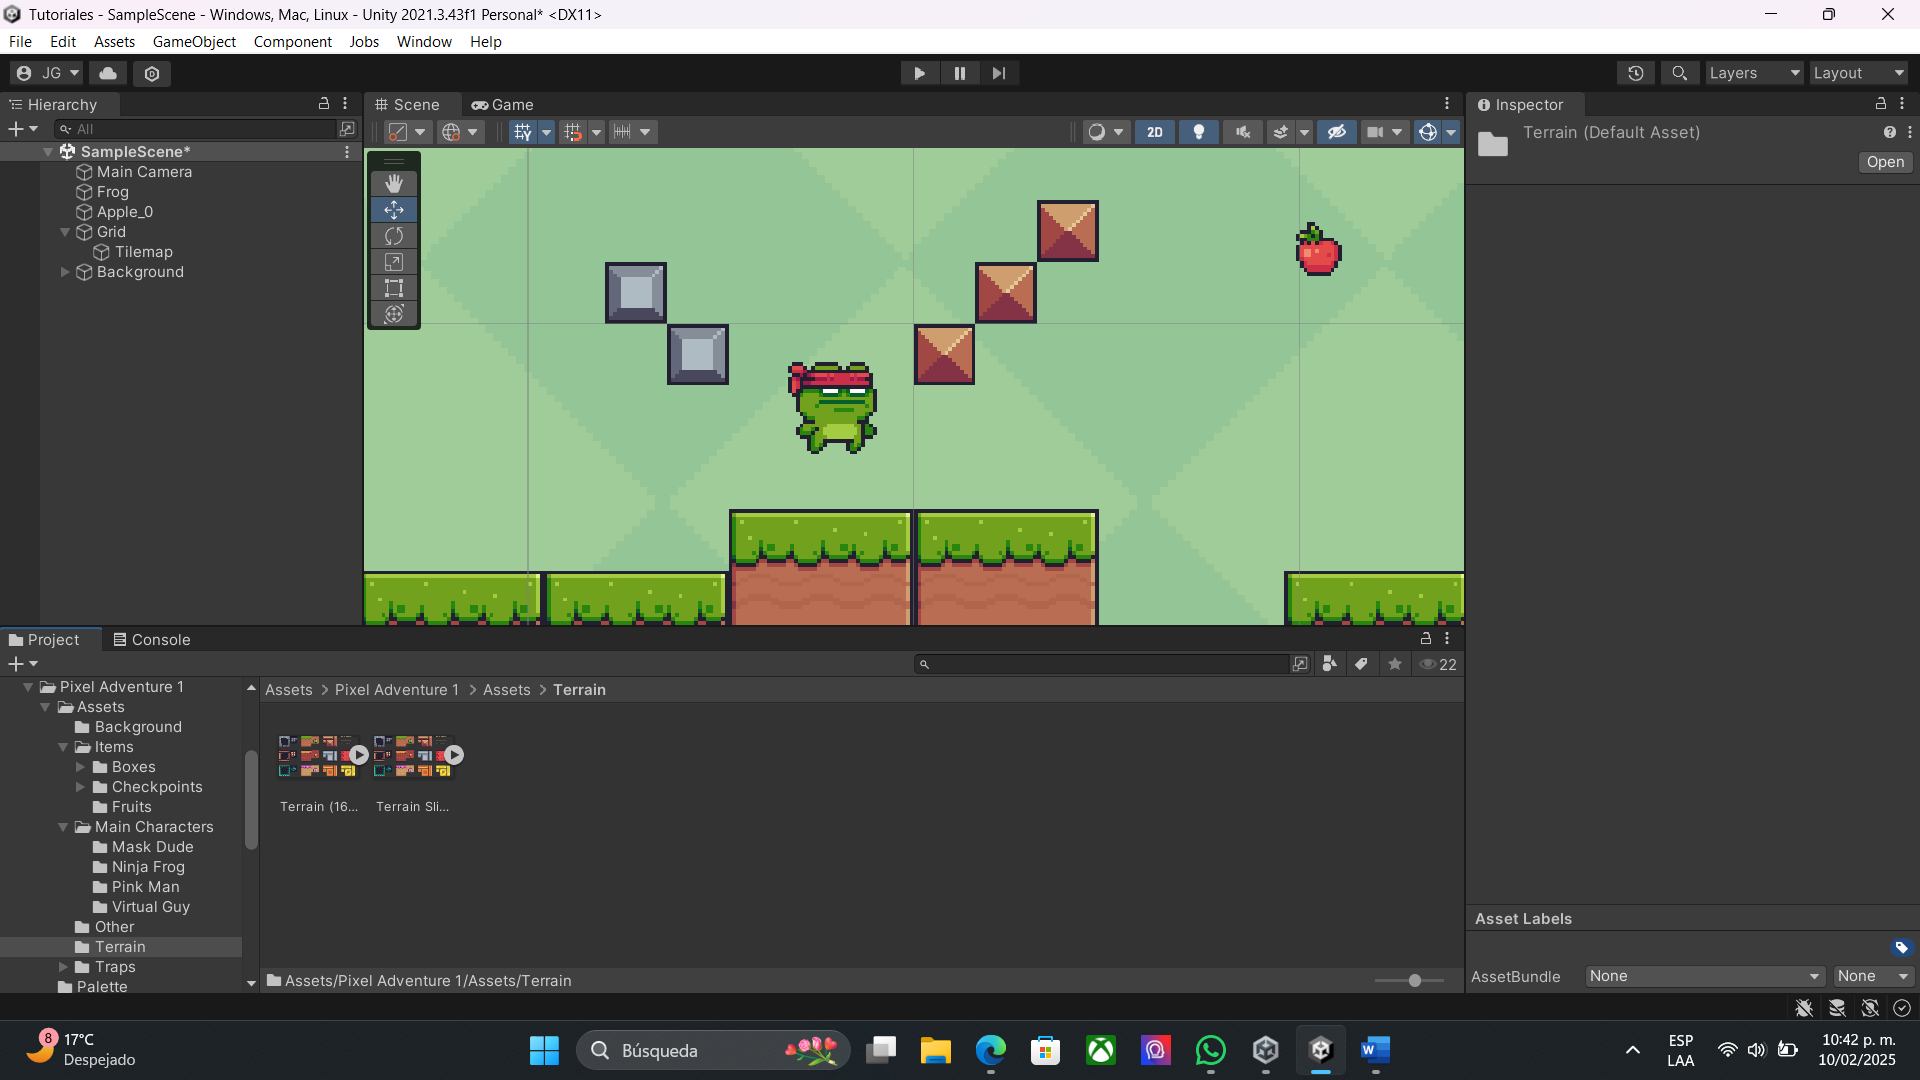 Tutoriales - SampleScene - Windows, Mac, Linux - Unity 2021.3.43f1 Personal* <DX11>
File Edit Assets GameObject Component Jobs Window Help
JG Layers Layout
Hierarchy
All
SampleScene*
Main Camera
Frog
Apple_0
Grid
Tilemap
Background
Scene Game
2D
Inspector
Terrain (Default Asset)
Open
Project Console
22
Pixel Adventure 1
Assets
Background
Items
Boxes
Checkpoints
Fruits
Main Characters
Mask Dude
Ninja Frog
Pink Man
Virtual Guy
Other
Terrain
Traps
Palette
Assets > Pixel Adventure 1 > Assets > Terrain
Terrain (16... Terrain Sli...
Assets/Pixel Adventure 1/Assets/Terrain
Asset Labels
AssetBundle None None
8 17°C
Despejado
Búsqueda
ESP
LAA
10:42 p. m.
10/02/2025